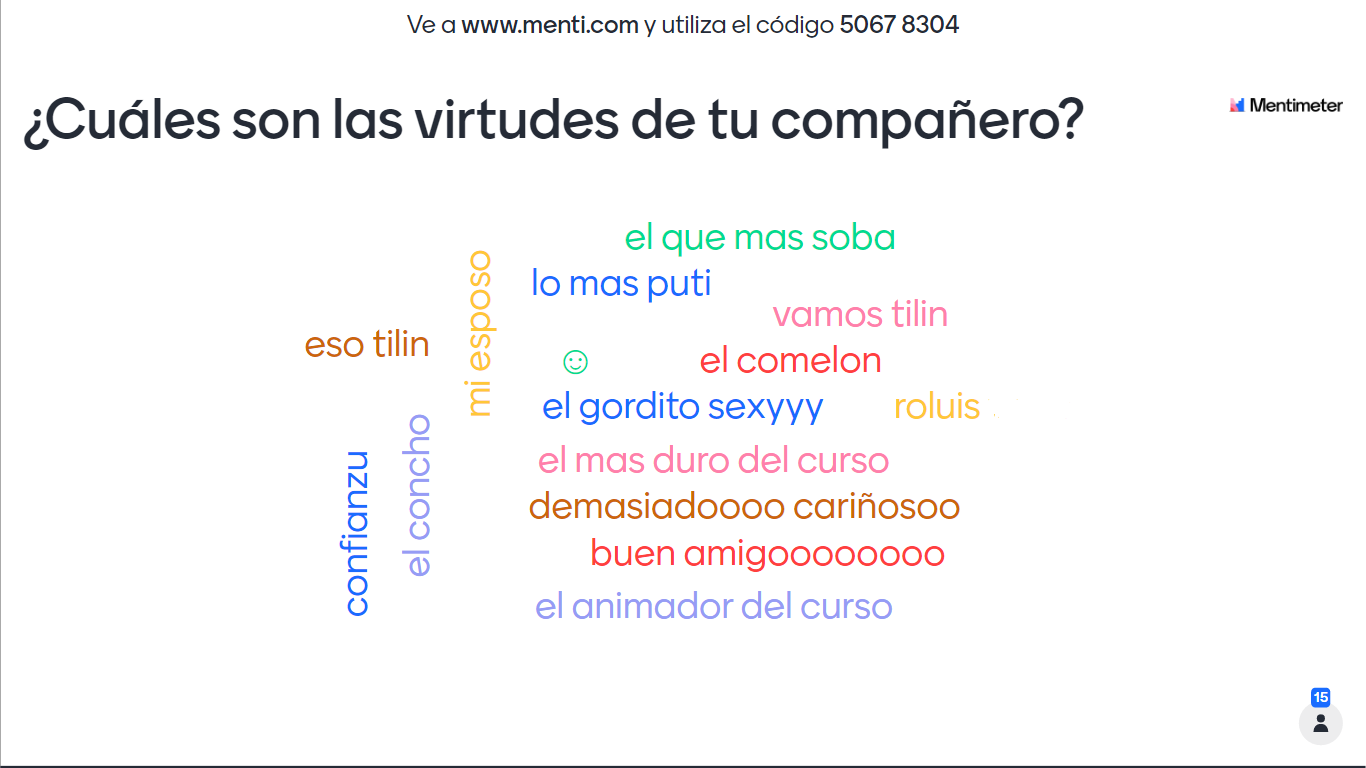 Ve a www.menti.com y utiliza el código 5067 8304
¿Cuáles son las virtudes de tu compañero?
Mentimeter
el que mas soba
mi esposo
lo mas puti
vamos tilin
eso tilin
☺
el comelon
el gordito sexyyy
roluis
el concho
confianzu
el mas duro del curso
demasiadoooo cariñosoo
buen amigoooooooo
el animador del curso
15